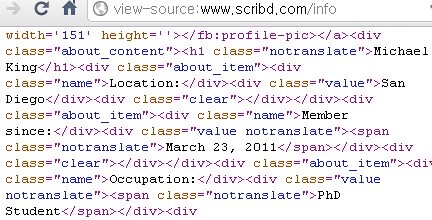 view-source:www.scribd.com/info
width='151' height=''></fb:profile-pic></a><div
class="about_content"><h1 class="notranslate">Michael
King</h1><div class="about_item"><div
class="name">Location:</div><div class="value">San
Diego</div><div class="clear"></div></div><div
class="about_item"><div class="name">Member
since:</div><div class="value notranslate"><span
class="notranslate">March 23, 2011</span></div><div
class="clear"></div></div><div class="about_item"><div
class="name">Occupation:</div><div class="value
notranslate"><span class="notranslate">PhD
Student</span></div><div